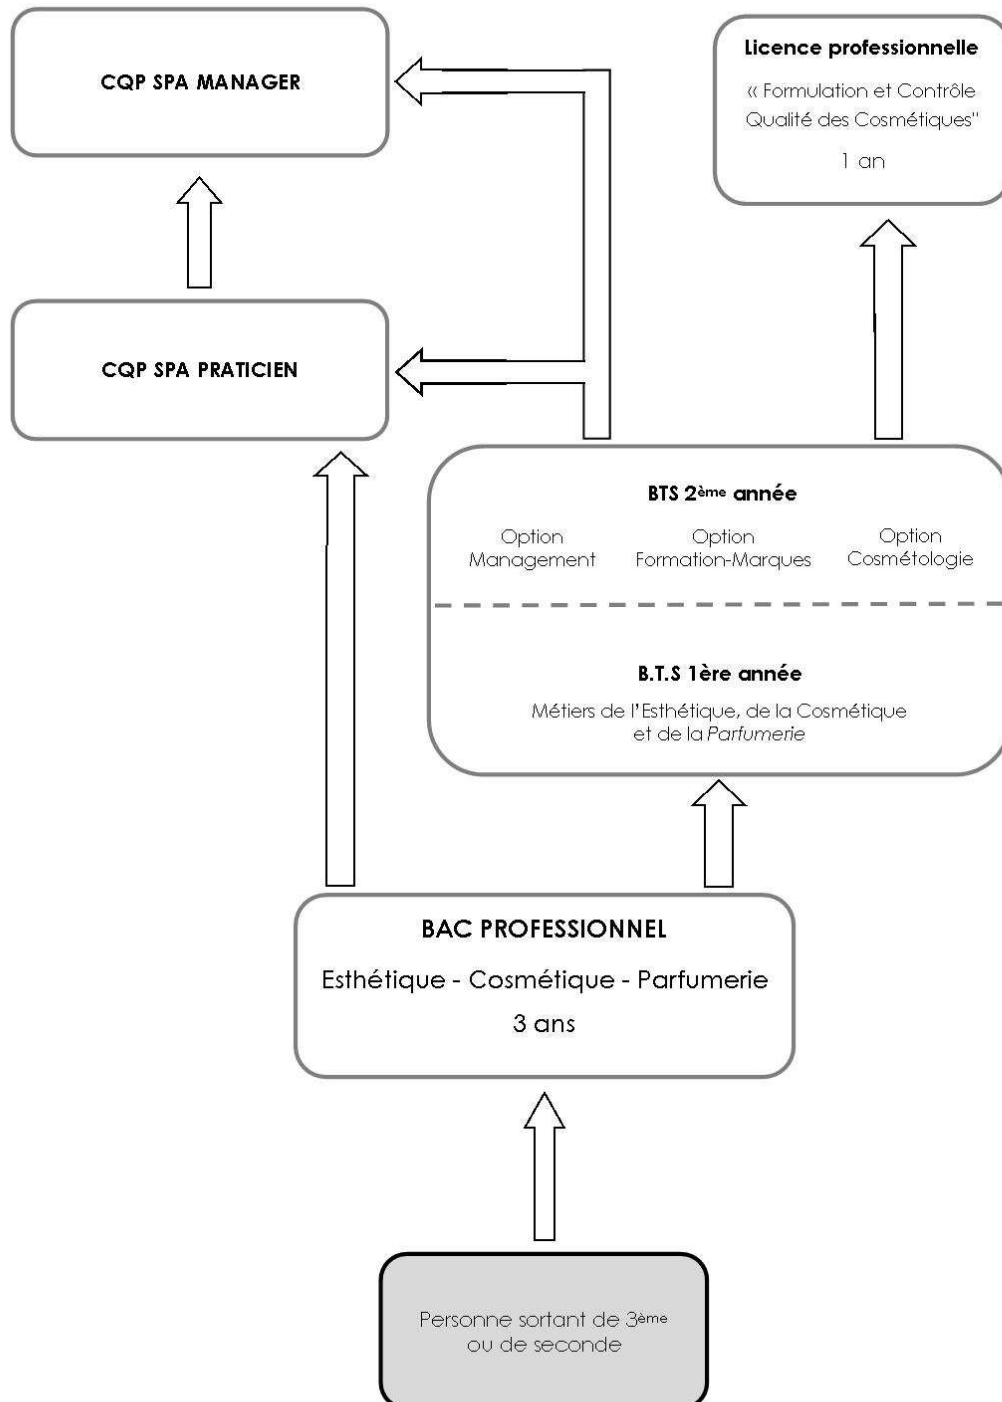 CQP SPA MANAGER
Licence professionnelle
« Formulation et Contrôle
Qualité des Cosmétiques"
1 an
CQP SPA PRATICIEN
BTS 2ème année
Option
Management
Option
Formation-Marques
Option
Cosmétologie
B.T.S 1ère année
Métiers de l'Esthétique, de la Cosmétique
et de la Parfumerie
BAC PROFESSIONNEL
Esthétique - Cosmétique - Parfumerie
3 ans
Personne sortant de 3ème
ou de seconde